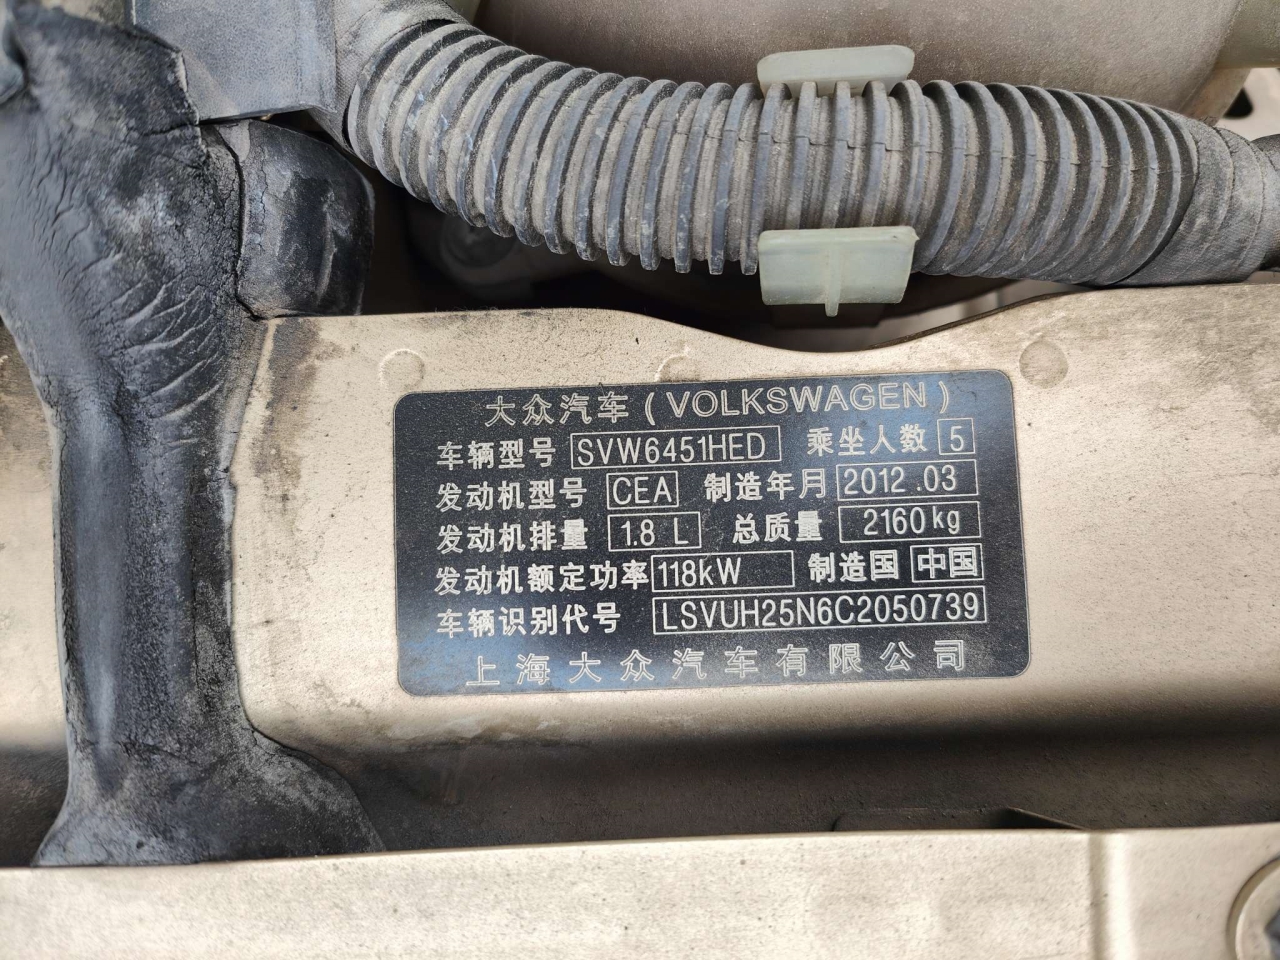 大众汽车(VOLKSWAGEN)
车辆型号 SVW6451HED 乘坐人数 5
发动机型号 CEA 制造年月 2012.03
发动机排量 1.8 L 总质量 2160kg
发动机额定功率 118kW 制造国 中国
车辆识别代号 LSVUH25N6C2050739
上海大众汽车有限公司